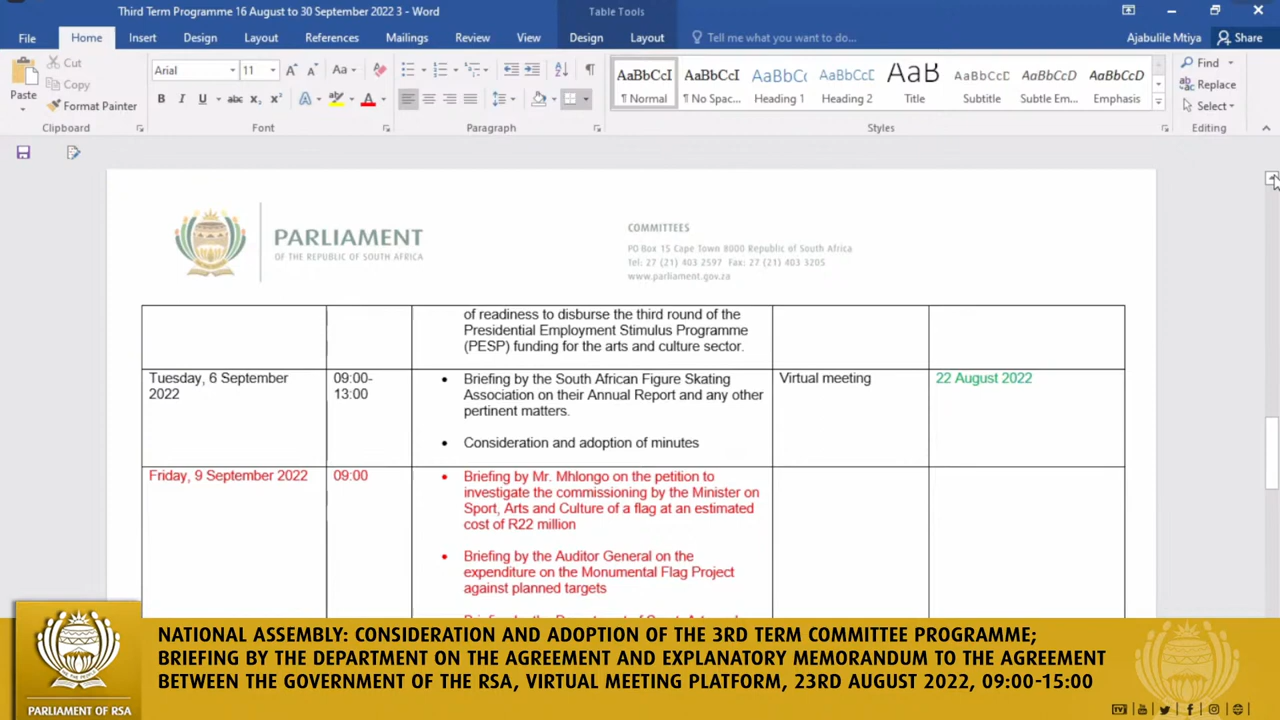 Third Term Programme 16 August to 30 September 2022 3 - Word
Table Tools
File Home Insert Design Layout References Mailings Review View Design Layout Tell me what you want to do... Ajabulile Mtiya Share
Cut
Copy
Paste
Format Painter
Clipboard
Arial 11
Font
Paragraph
AaBbCcI AaBbCcI AaBbCc AaBbCcI AaB AaBbCcD AaBbCcD AaBbCcD
¶ Normal ¶ No Spac... Heading 1 Heading 2 Title Subtitle Subtle Em... Emphasis
Styles
Find
Replace
Select
Editing
PARLIAMENT
OF THE REPUBLIC OF SOUTH AFRICA
COMMITTEES
PO Box 15 Cape Town 8000 Republic of South Africa
Tel: 27 (21) 403 2597 Fax: 27 (21) 403 3205
www.parliament.gov.za
of readiness to disburse the third round of the
Presidential Employment Stimulus Programme
(PESP) funding for the arts and culture sector.
Tuesday, 6 September
2022
09:00-
13:00
• Briefing by the South African Figure Skating
Association on their Annual Report and any other
pertinent matters.
• Consideration and adoption of minutes
Virtual meeting
22 August 2022
Friday, 9 September 2022
09:00
• Briefing by Mr. Mhlongo on the petition to
investigate the commissioning by the Minister on
Sport, Arts and Culture of a flag at an estimated
cost of R22 million
• Briefing by the Auditor General on the
expenditure on the Monumental Flag Project
against planned targets
NATIONAL ASSEMBLY: CONSIDERATION AND ADOPTION OF THE 3RD TERM COMMITTEE PROGRAMME;
BRIEFING BY THE DEPARTMENT ON THE AGREEMENT AND EXPLANATORY MEMORANDUM TO THE AGREEMENT
BETWEEN THE GOVERNMENT OF THE RSA, VIRTUAL MEETING PLATFORM, 23RD AUGUST 2022, 09:00-15:00
PARLIAMENT OF RSA